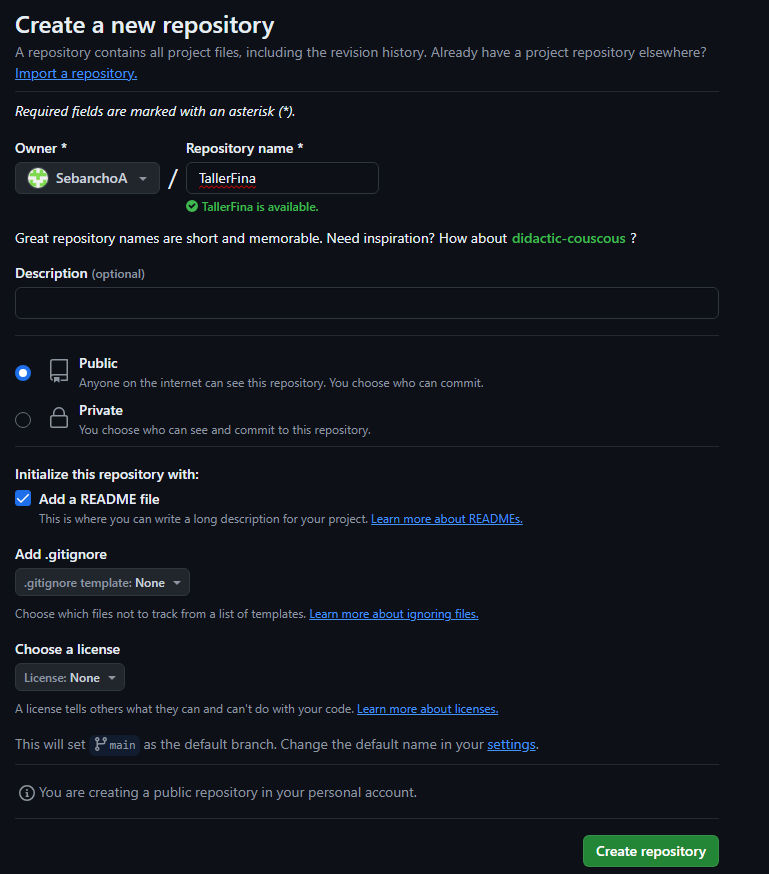 Create a new repository
A repository contains all project files, including the revision history. Already have a project repository elsewhere?
Import a repository.
Required fields are marked with an asterisk (*).
Owner * Repository name *
SebanchoA / TallerFina
TallerFina is available.
Great repository names are short and memorable. Need inspiration? How about didactic-couscous ?
Description (optional)
Public
Anyone on the internet can see this repository. You choose who can commit.
Private
You choose who can see and commit to this repository.
Initialize this repository with:
Add a README file
This is where you can write a long description for your project. Learn more about READMEs.
Add .gitignore
.gitignore template: None
Choose which files not to track from a list of templates. Learn more about ignoring files.
Choose a license
License: None
A license tells others what they can and can't do with your code. Learn more about licenses.
This will set main as the default branch. Change the default name in your settings.
You are creating a public repository in your personal account.
Create repository